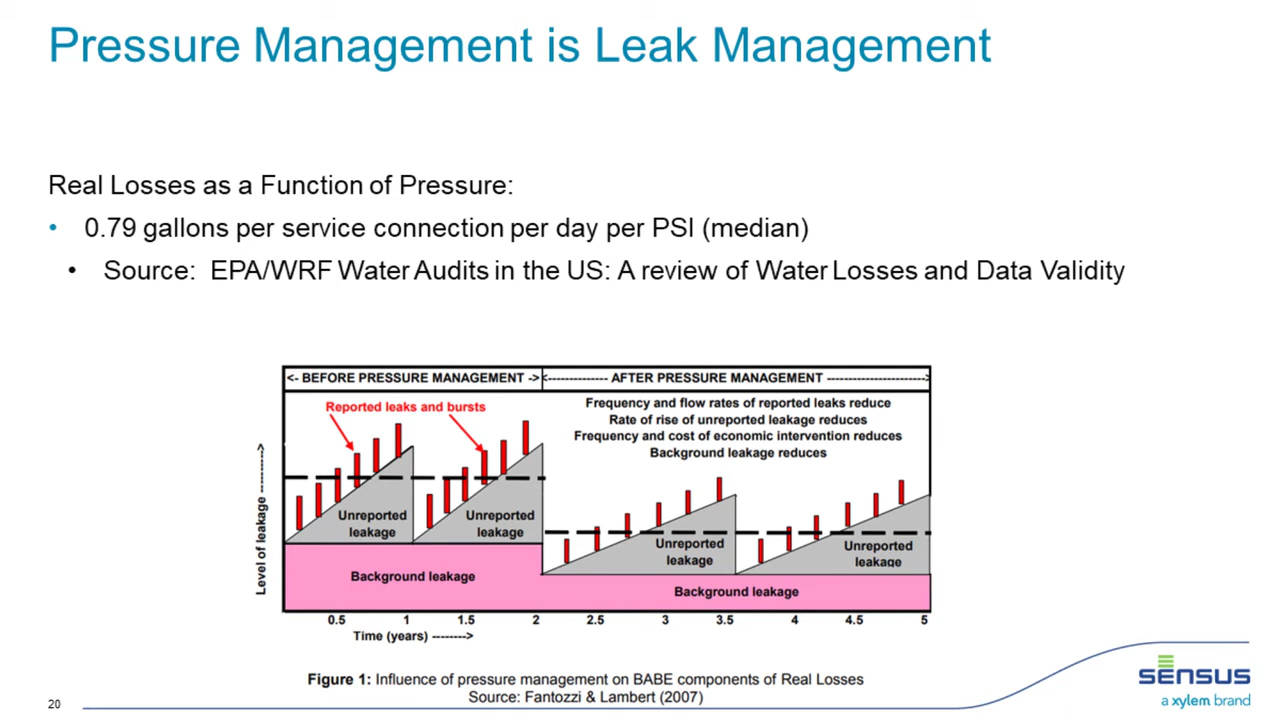 Pressure Management is Leak Management
Real Losses as a Function of Pressure:
• 0.79 gallons per service connection per day per PSI (median)
• Source: EPA/WRF Water Audits in the US: A review of Water Losses and Data Validity
<- BEFORE PRESSURE MANAGEMENT -> <--------------- AFTER PRESSURE MANAGEMENT ------------------------->
Reported leaks and bursts
Frequency and flow rates of reported leaks reduce
Rate of rise of unreported leakage reduces
Frequency and cost of economic intervention reduces
Background leakage reduces
Level of leakage ---------->
Unreported
leakage
Unreported
leakage
Unreported
leakage
Unreported
leakage
Background leakage
Background leakage
0.5 1 1.5 2 2.5 3 3.5 4 4.5 5
Time (years) -------->
Figure 1: Influence of pressure management on BABE components of Real Losses
Source: Fantozzi & Lambert (2007)
20
sensus
a xylem brand